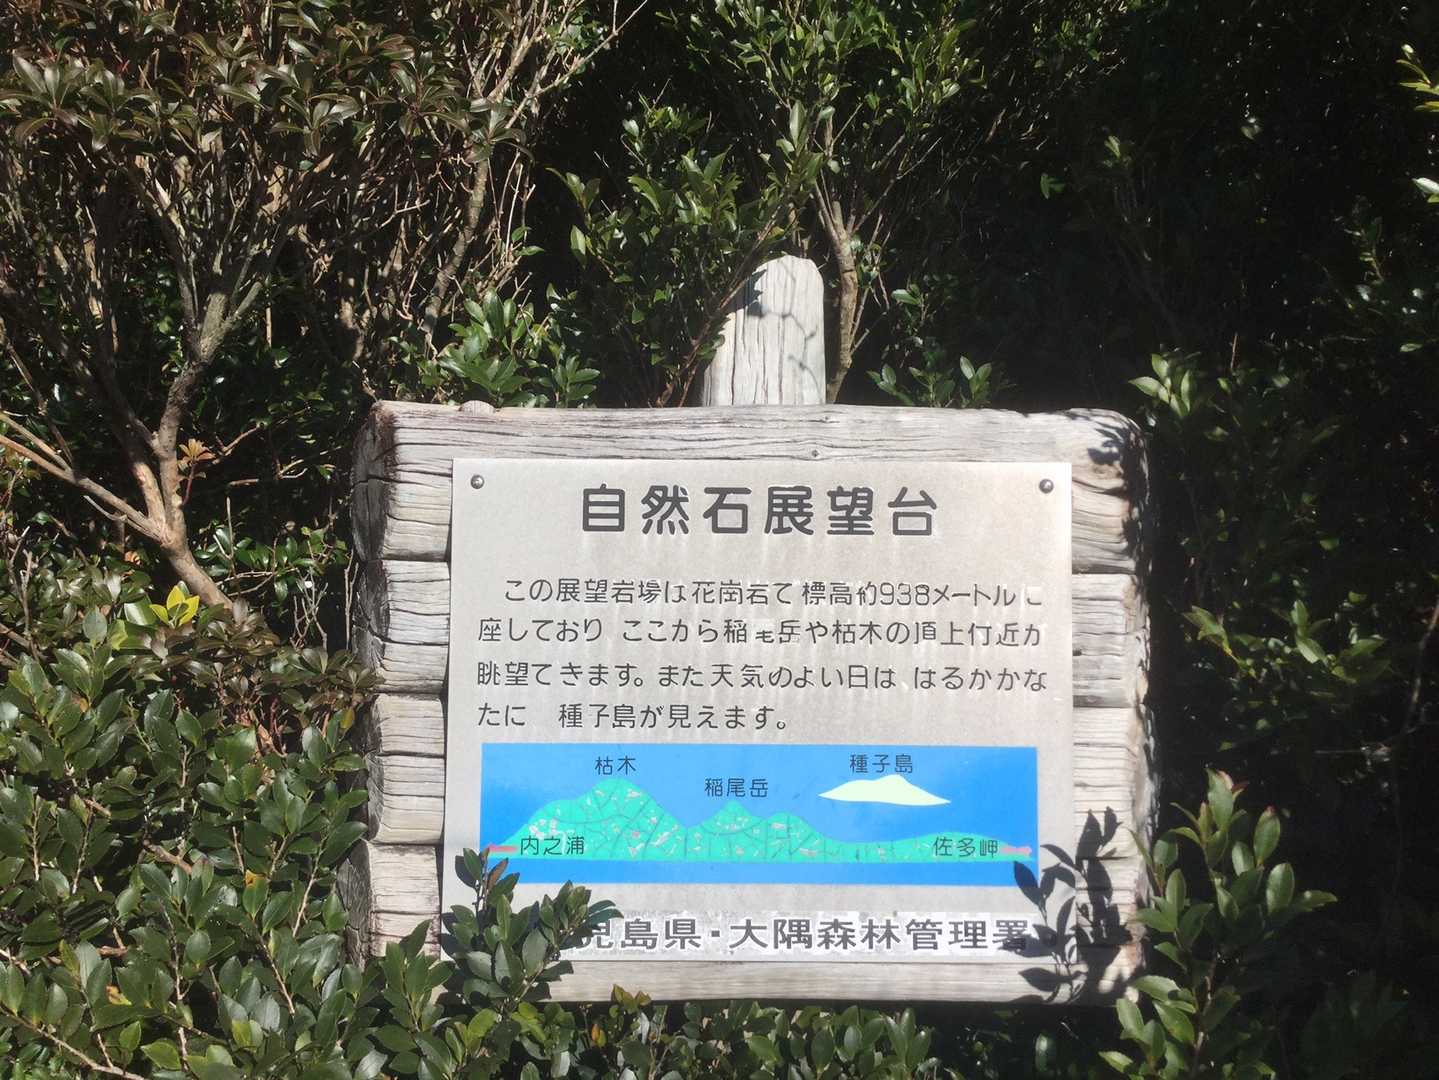 自然石展望台
この展望岩場は花崗岩で標高約938メートルに
座しており ここから稲尾岳や枯木の頂上付近が
眺望できます。また天気のよい日は はるかかな
たに 種子島が見えます。
枯木
種子島
稲尾岳
内之浦
佐多岬
児島県・大隅森林管理署